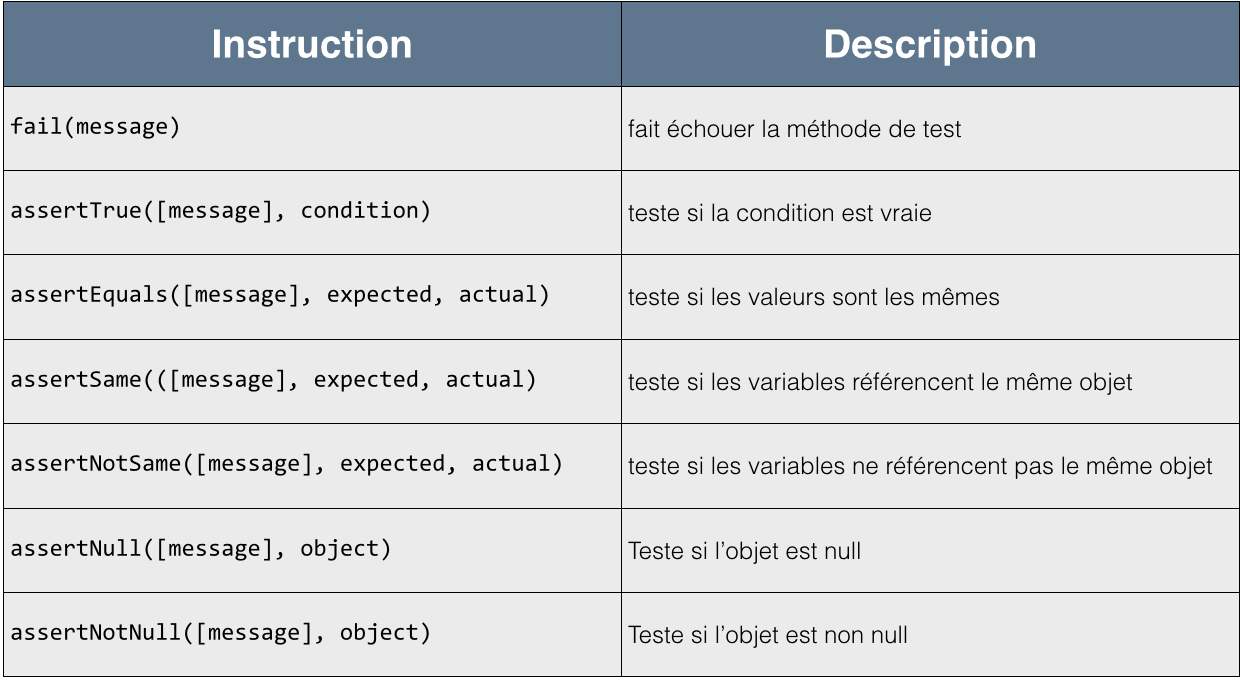 Instruction
Description
fail(message)
fait échouer la méthode de test
assertTrue([message], condition)
teste si la condition est vraie
assertEquals([message], expected, actual)
teste si les valeurs sont les mêmes
assertSame(([message], expected, actual)
teste si les variables référencent le même objet
assertNotSame([message], expected, actual)
teste si les variables ne référencent pas le même objet
assertNull([message], object)
Teste si l’objet est null
assertNotNull([message], object)
Teste si l’objet est non null